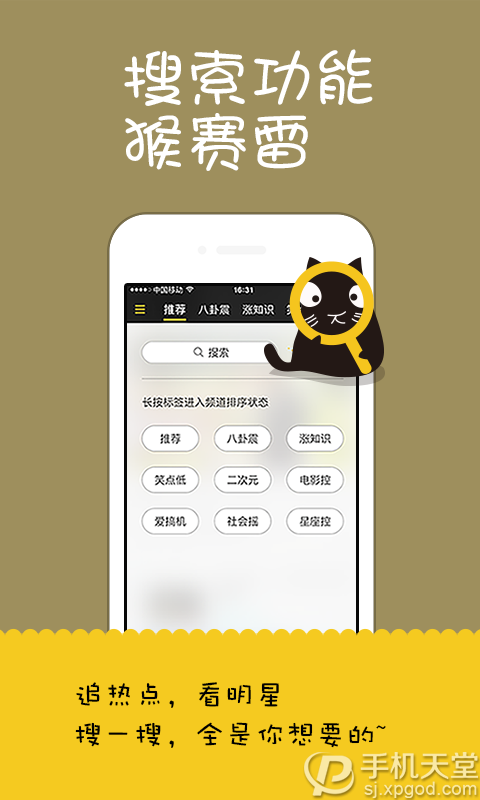 搜索功能
猴赛雷
中国移动 16:31
推荐 八卦震 涨知识
搜索
长按标签进入频道排序状态
推荐 八卦震 涨知识
笑点低 二次元 电影控
爱搞机 社会摇 星座控
追热点，看明星
搜一搜，全是你想要的~
手机天堂
sj.xpgod.com